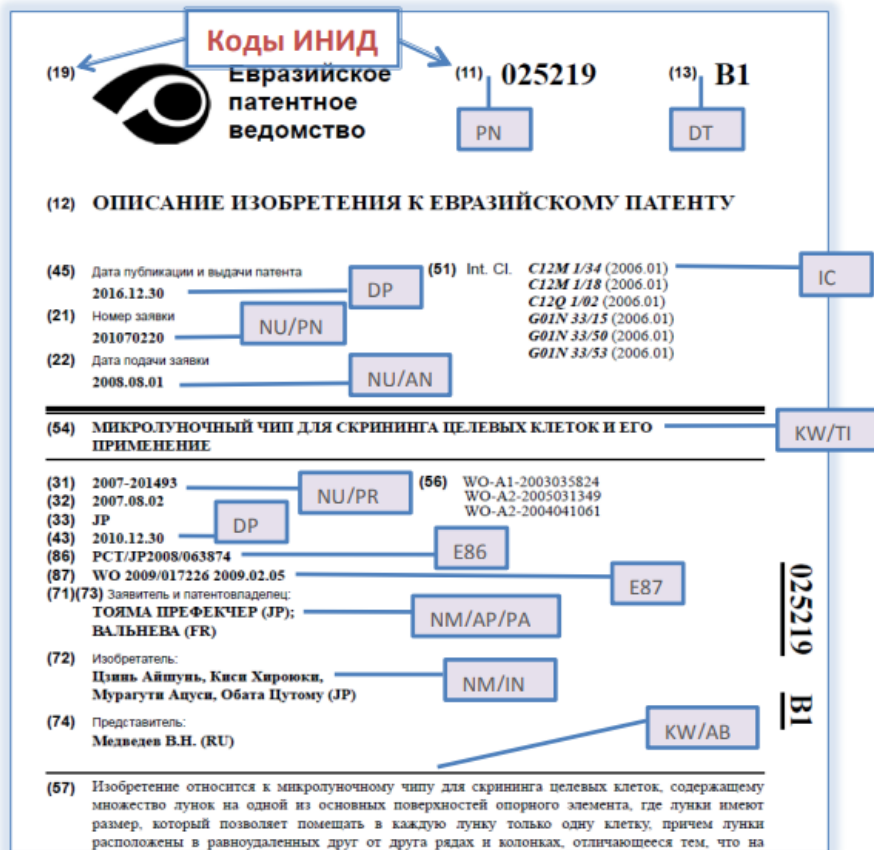 Коды ИНИД
(19)
Евразийское
патентное
ведомство
(11) 025219
(13) B1
PN
DT
(12) ОПИСАНИЕ ИЗОБРЕТЕНИЯ К ЕВРАЗИЙСКОМУ ПАТЕНТУ
(45) Дата публикации и выдачи патента
2016.12.30
DP
(21) Номер заявки
201070220
NU/PN
(22) Дата подачи заявки
2008.08.01
NU/AN
(51) Int. Cl. C12M 1/34 (2006.01)
C12M 1/18 (2006.01)
C12Q 1/02 (2006.01)
G01N 33/15 (2006.01)
G01N 33/50 (2006.01)
G01N 33/53 (2006.01)
IC
(54) МИКРОЛУНОЧНЫЙ ЧИП ДЛЯ СКРИНИНГА ЦЕЛЕВЫХ КЛЕТОК И ЕГО
ПРИМЕНЕНИЕ
KW/TI
(31) 2007-201493
(32) 2007.08.02
(33) JP
(43) 2010.12.30
NU/PR
DP
(56) WO-A1-2003035824
WO-A2-2005031349
WO-A2-2004041061
(86) PCT/JP2008/063874
E86
(87) WO 2009/017226 2009.02.05
E87
(71)(73) Заявитель и патентовладелец:
ТОЯМА ПРЕФЕКЧЕР (JP);
ВАЛЬНЕВА (FR)
NM/AP/PA
(72) Изобретатель:
Цзинь Айшунь, Киси Хироюки,
Мурагути Ацуси, Обата Цутому (JP)
NM/IN
(74) Представитель:
Медведев В.Н. (RU)
KW/AB
025219
B1
(57) Изобретение относится к микролуночному чипу для скрининга целевых клеток, содержащему
множество лунок на одной из основных поверхностей опорного элемента, где лунки имеют
размер, который позволяет помещать в каждую лунку только одну клетку, причем лунки
расположены в равноудаленных друг от друга рядах и колонках, отличающееся тем, что на